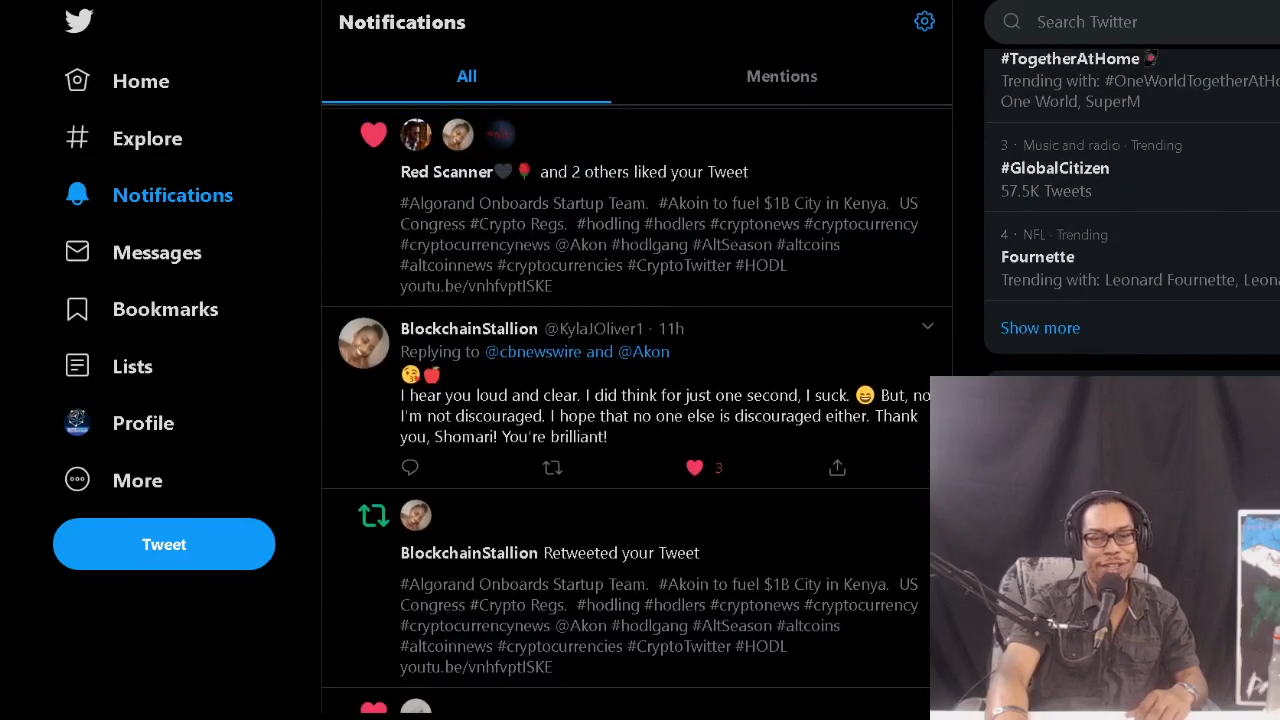 Home
Explore
Notifications
Messages
Bookmarks
Lists
Profile
More
Tweet
Notifications
All
Mentions
Red Scanner🖤🌹 and 2 others liked your Tweet
#Algorand Onboards Startup Team. #Akoin to fuel $1B City in Kenya. US
Congress #Crypto Regs. #hodling #hodlers #cryptonews #cryptocurrency
#cryptocurrencynews @Akon #hodlgang #AltSeason #altcoins
#altcoinnews #cryptocurrencies #CryptoTwitter #HODL
youtu.be/vnhfvptISKE
BlockchainStallion @KylaJOliver1 · 11h
Replying to @cbnewswire and @Akon
😘🍎
I hear you loud and clear. I did think for just one second, I suck. 😄 But, no
I'm not discouraged. I hope that no one else is discouraged either. Thank
you, Shomari! You're brilliant!
3
BlockchainStallion Retweeted your Tweet
#Algorand Onboards Startup Team. #Akoin to fuel $1B City in Kenya. US
Congress #Crypto Regs. #hodling #hodlers #cryptonews #cryptocurrency
#cryptocurrencynews @Akon #hodlgang #AltSeason #altcoins
#altcoinnews #cryptocurrencies #CryptoTwitter #HODL
youtu.be/vnhfvptISKE
Search Twitter
#TogetherAtHome
Trending with: #OneWorldTogetherAtHo
One World, SuperM
3 · Music and radio · Trending
#GlobalCitizen
57.5K Tweets
4 · NFL · Trending
Fournette
Trending with: Leonard Fournette, Leona
Show more